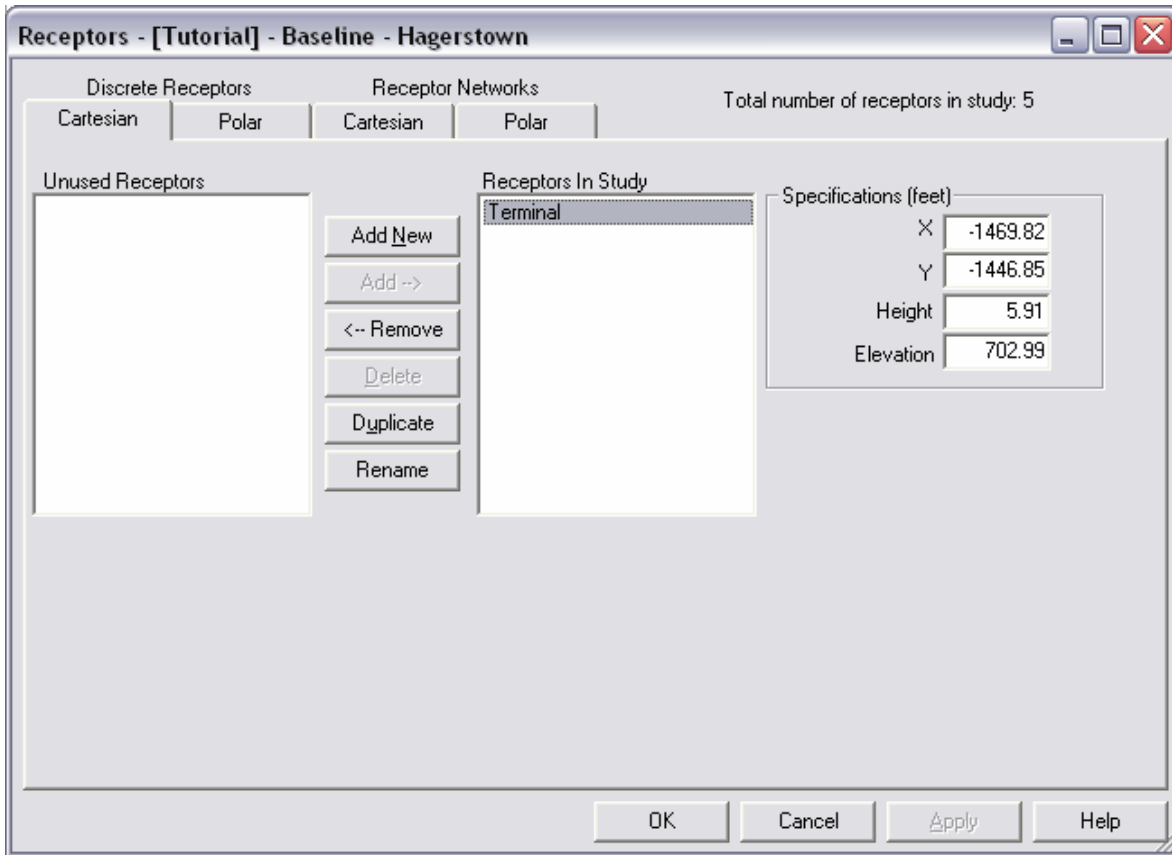 Receptors - [Tutorial] - Baseline - Hagerstown
Discrete Receptors
Receptor Networks
Total number of receptors in study: 5
Cartesian
Polar
Cartesian
Polar
Unused Receptors
Add New
Add -->
<-- Remove
Delete
Duplicate
Rename
Receptors In Study
Terminal
Specifications (feet)
X -1469.82
Y -1446.85
Height 5.91
Elevation 702.99
OK
Cancel
Apply
Help